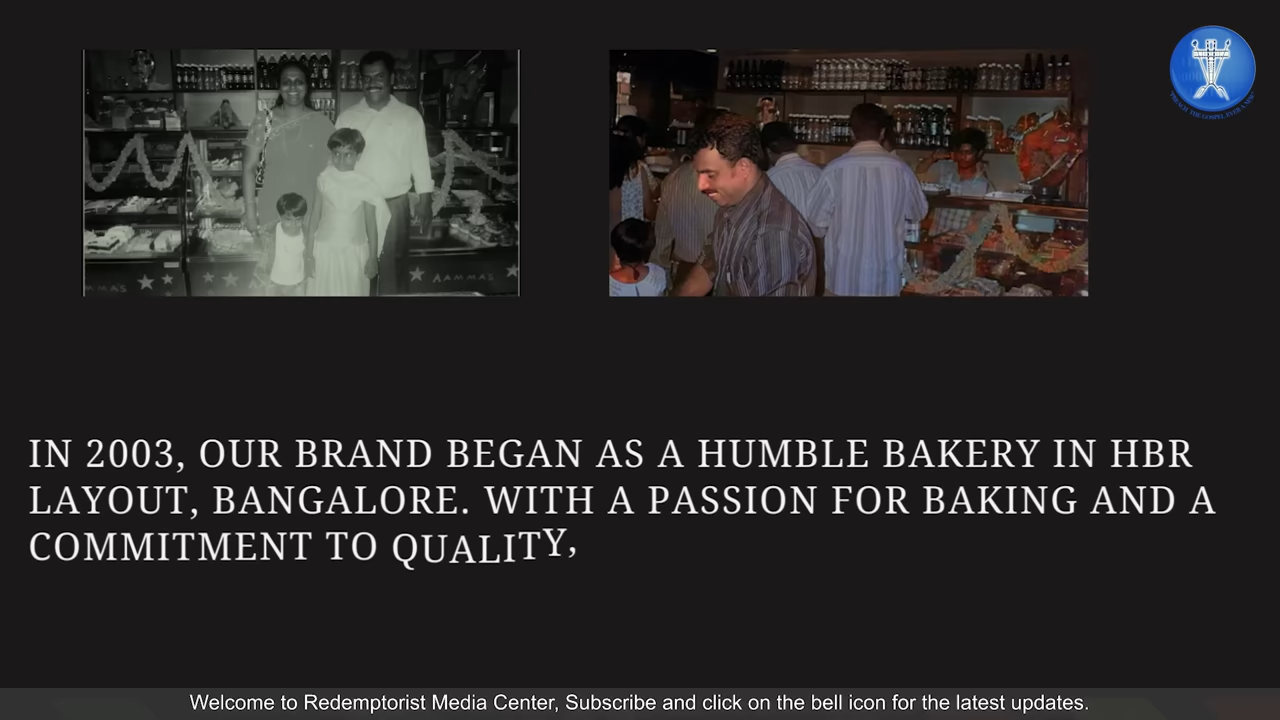 AAMMAS
IN 2003, OUR BRAND BEGAN AS A HUMBLE BAKERY IN HBR
LAYOUT, BANGALORE. WITH A PASSION FOR BAKING AND A
COMMITMENT TO QUALITY,
Welcome to Redemptorist Media Center, Subscribe and click on the bell icon for the latest updates.